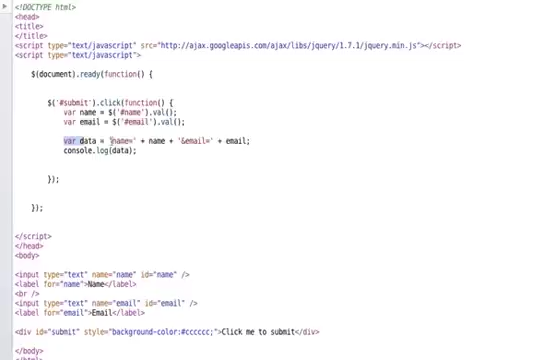 <!DOCTYPE html>
<head>
<title>
</title>
<script type="text/javascript" src="http://ajax.googleapis.com/ajax/libs/jquery/1.7.1/jquery.min.js"></script>
<script type="text/javascript">
$(document).ready(function() {
$('#submit').click(function() {
var name = $('#name').val();
var email = $('#email').val();
var data = 'name=' + name + '&email=' + email;
console.log(data);
});
});
</script>
</head>
<body>
<input type="text" name="name" id="name" />
<label for="name">Name</label>
<br />
<input type="text" name="email" id="email" />
<label for="email">Email</label>
<div id="submit" style="background-color:#cccccc;">Click me to submit</div>
</body>
</html>